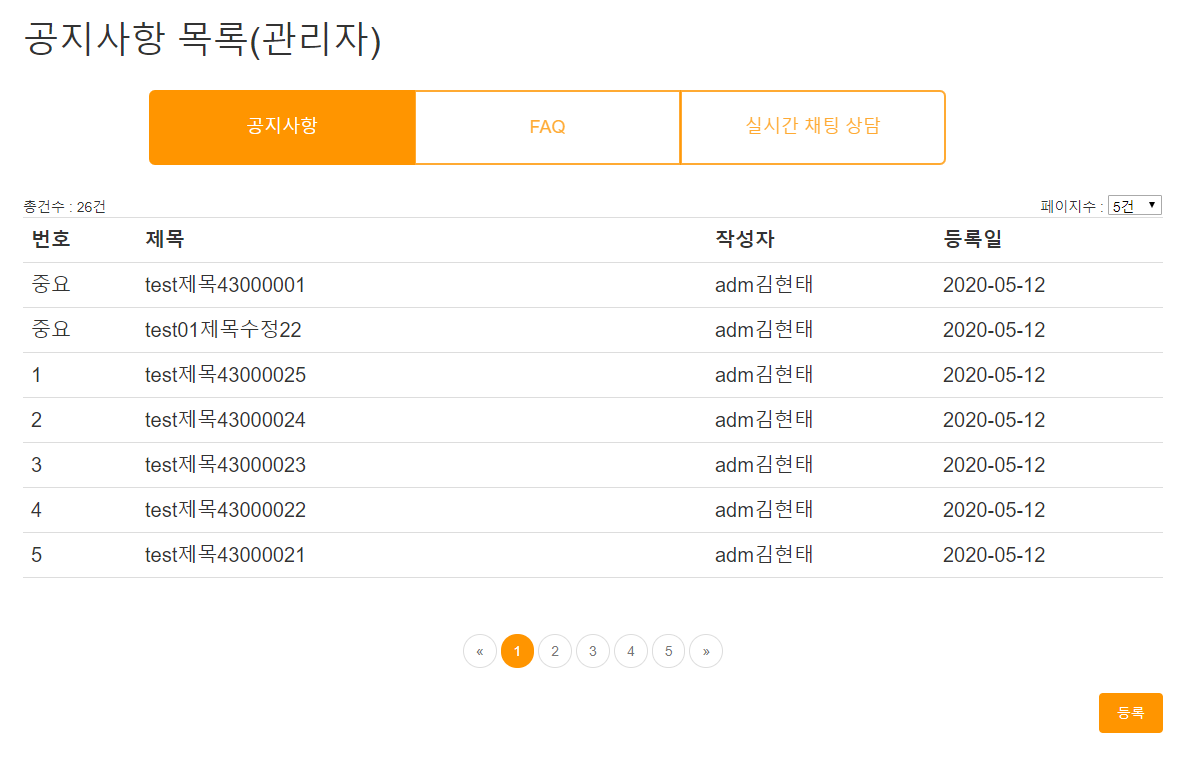 공지사항 목록(관리자)
공지사항 FAQ 실시간 채팅 상담
총건수 : 26건 페이지수 : 5건 ▼
번호 제목 작성자 등록일
중요 test제목43000001 adm김현태 2020-05-12
중요 test01제목수정22 adm김현태 2020-05-12
1 test제목43000025 adm김현태 2020-05-12
2 test제목43000024 adm김현태 2020-05-12
3 test제목43000023 adm김현태 2020-05-12
4 test제목43000022 adm김현태 2020-05-12
5 test제목43000021 adm김현태 2020-05-12
« 1 2 3 4 5 »
등록